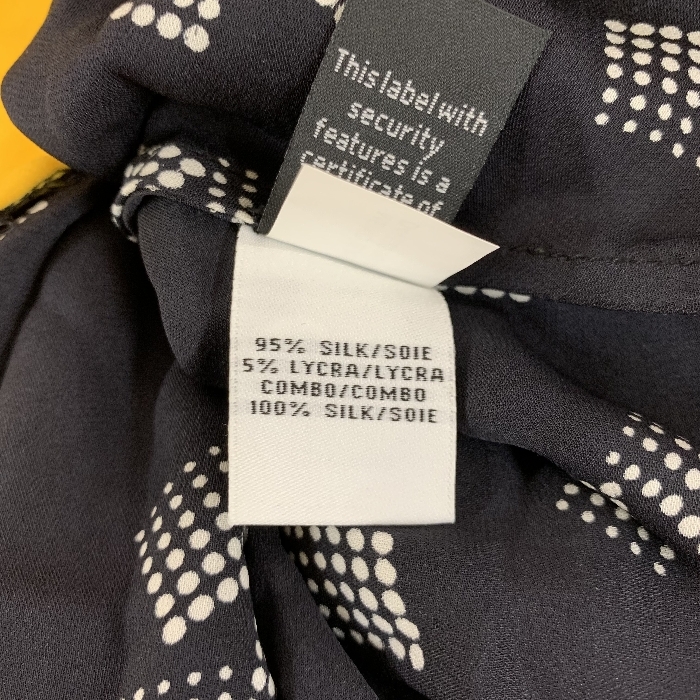 This label with
security
features is a
certificate of
95% SILK/SOIE
5% LYCRA/LYCRA
COMBO/COMBO
100% SILK/SOIE